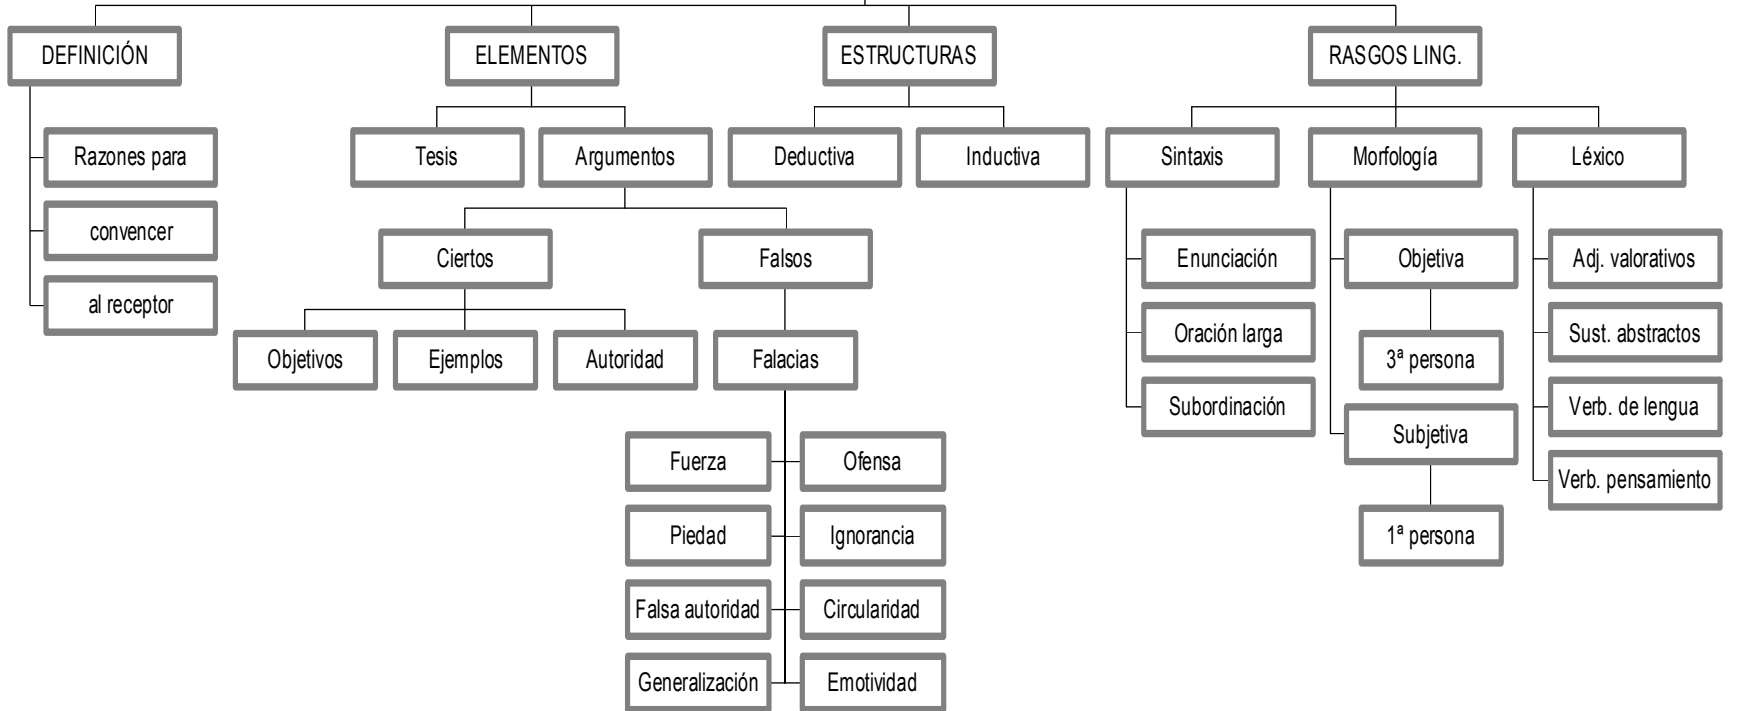 DEFINICIÓN
Razones para
convencer
al receptor
ELEMENTOS
Tesis
Argumentos
Ciertos
Objetivos
Ejemplos
Autoridad
Falsos
Falacias
Fuerza
Ofensa
Piedad
Ignorancia
Falsa autoridad
Circularidad
Generalización
Emotividad
ESTRUCTURAS
Deductiva
Inductiva
RASGOS LING.
Sintaxis
Enunciación
Oración larga
Subordinación
Morfología
Objetiva
3ª persona
Subjetiva
1ª persona
Léxico
Adj. valorativos
Sust. abstractos
Verb. de lengua
Verb. pensamiento